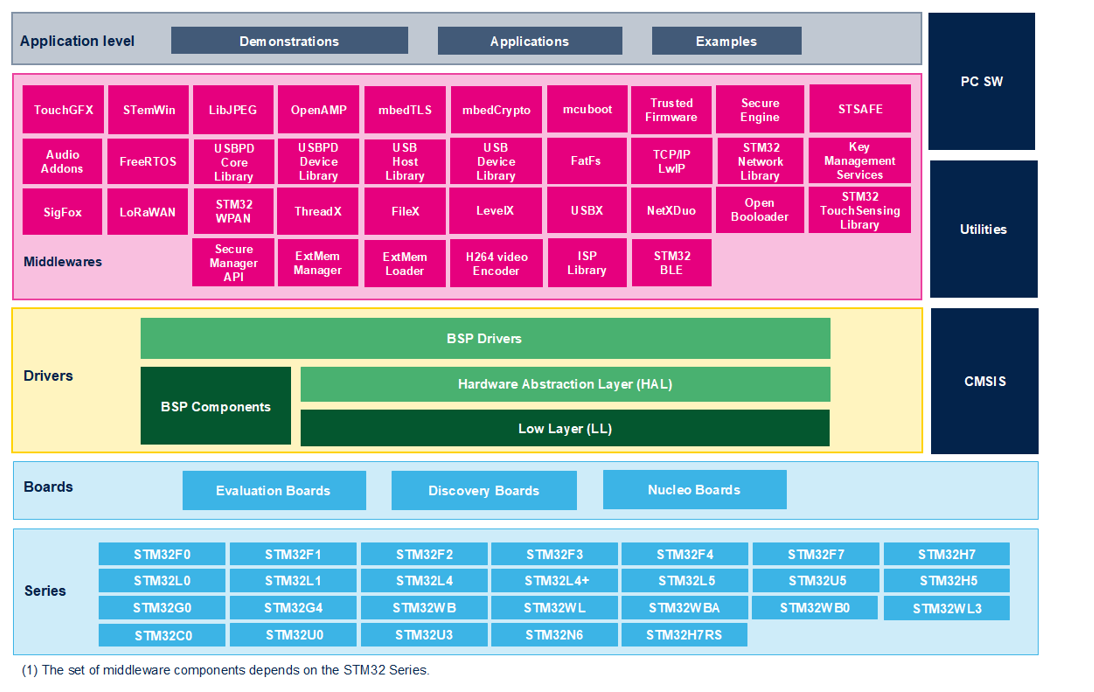 Application level
Demonstrations
Applications
Examples
PC SW
TouchGFX
STemWin
LibJPEG
OpenAMP
mbedTLS
mbedCrypto
mcuboot
Trusted
Firmware
Secure
Engine
STSAFE
Audio
Addons
FreeRTOS
USBPD
Core
Library
USBPD
Device
Library
USB
Host
Library
USB
Device
Library
FatFs
TCP/IP
LwIP
STM32
Network
Library
Key
Management
Services
SigFox
LoRaWAN
STM32
WPAN
ThreadX
FileX
LevelX
USBX
NetXDuo
Open
Booloader
STM32
TouchSensing
Library
Utilities
Middlewares
Secure
Manager
API
ExtMem
Manager
ExtMem
Loader
H264 video
Encoder
ISP
Library
STM32
BLE
Drivers
BSP Drivers
BSP Components
Hardware Abstraction Layer (HAL)
Low Layer (LL)
CMSIS
Boards
Evaluation Boards
Discovery Boards
Nucleo Boards
Series
STM32F0
STM32F1
STM32F2
STM32F3
STM32F4
STM32F7
STM32H7
STM32L0
STM32L1
STM32L4
STM32L4+
STM32L5
STM32U5
STM32H5
STM32G0
STM32G4
STM32WB
STM32WL
STM32WBA
STM32WB0
STM32WL3
STM32C0
STM32U0
STM32U3
STM32N6
STM32H7RS
(1) The set of middleware components depends on the STM32 Series.